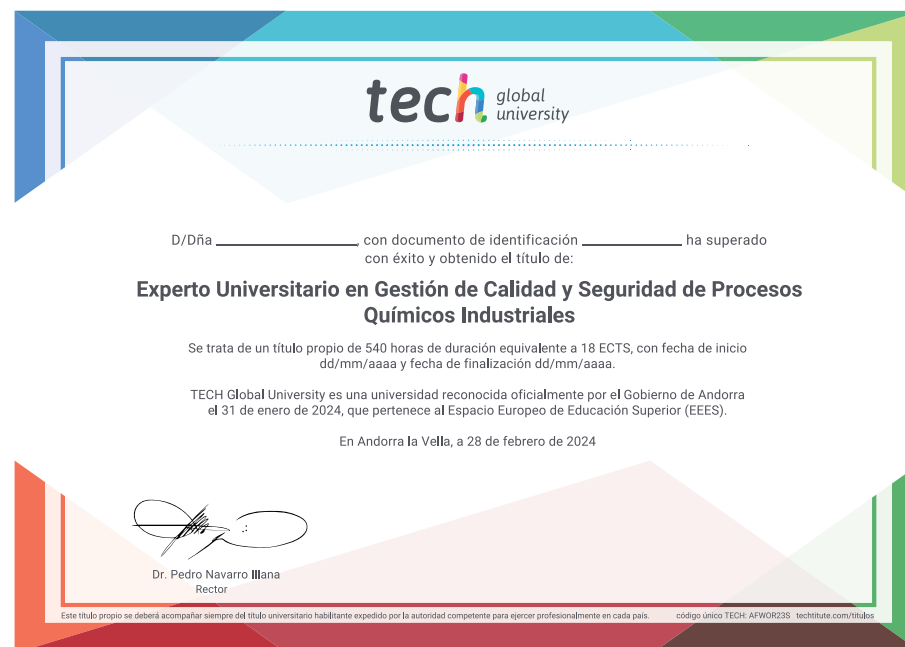 tech global university
D/Dña ____________, con documento de identificación ____________ ha superado
con éxito y obtenido el título de:
Experto Universitario en Gestión de Calidad y Seguridad de Procesos
Químicos Industriales
Se trata de un título propio de 540 horas de duración equivalente a 18 ECTS, con fecha de inicio
dd/mm/aaaa y fecha de finalización dd/mm/aaaa.
TECH Global University es una universidad reconocida oficialmente por el Gobierno de Andorra
el 31 de enero de 2024, que pertenece al Espacio Europeo de Educación Superior (EEES).
En Andorra la Vella, a 28 de febrero de 2024
Dr. Pedro Navarro Illana
Rector
Este título propio se deberá acompañar siempre del título universitario habilitante expedido por la autoridad competente para ejercer profesionalmente en cada país. código único TECH: AFWOR23S techtitute.com/titulos